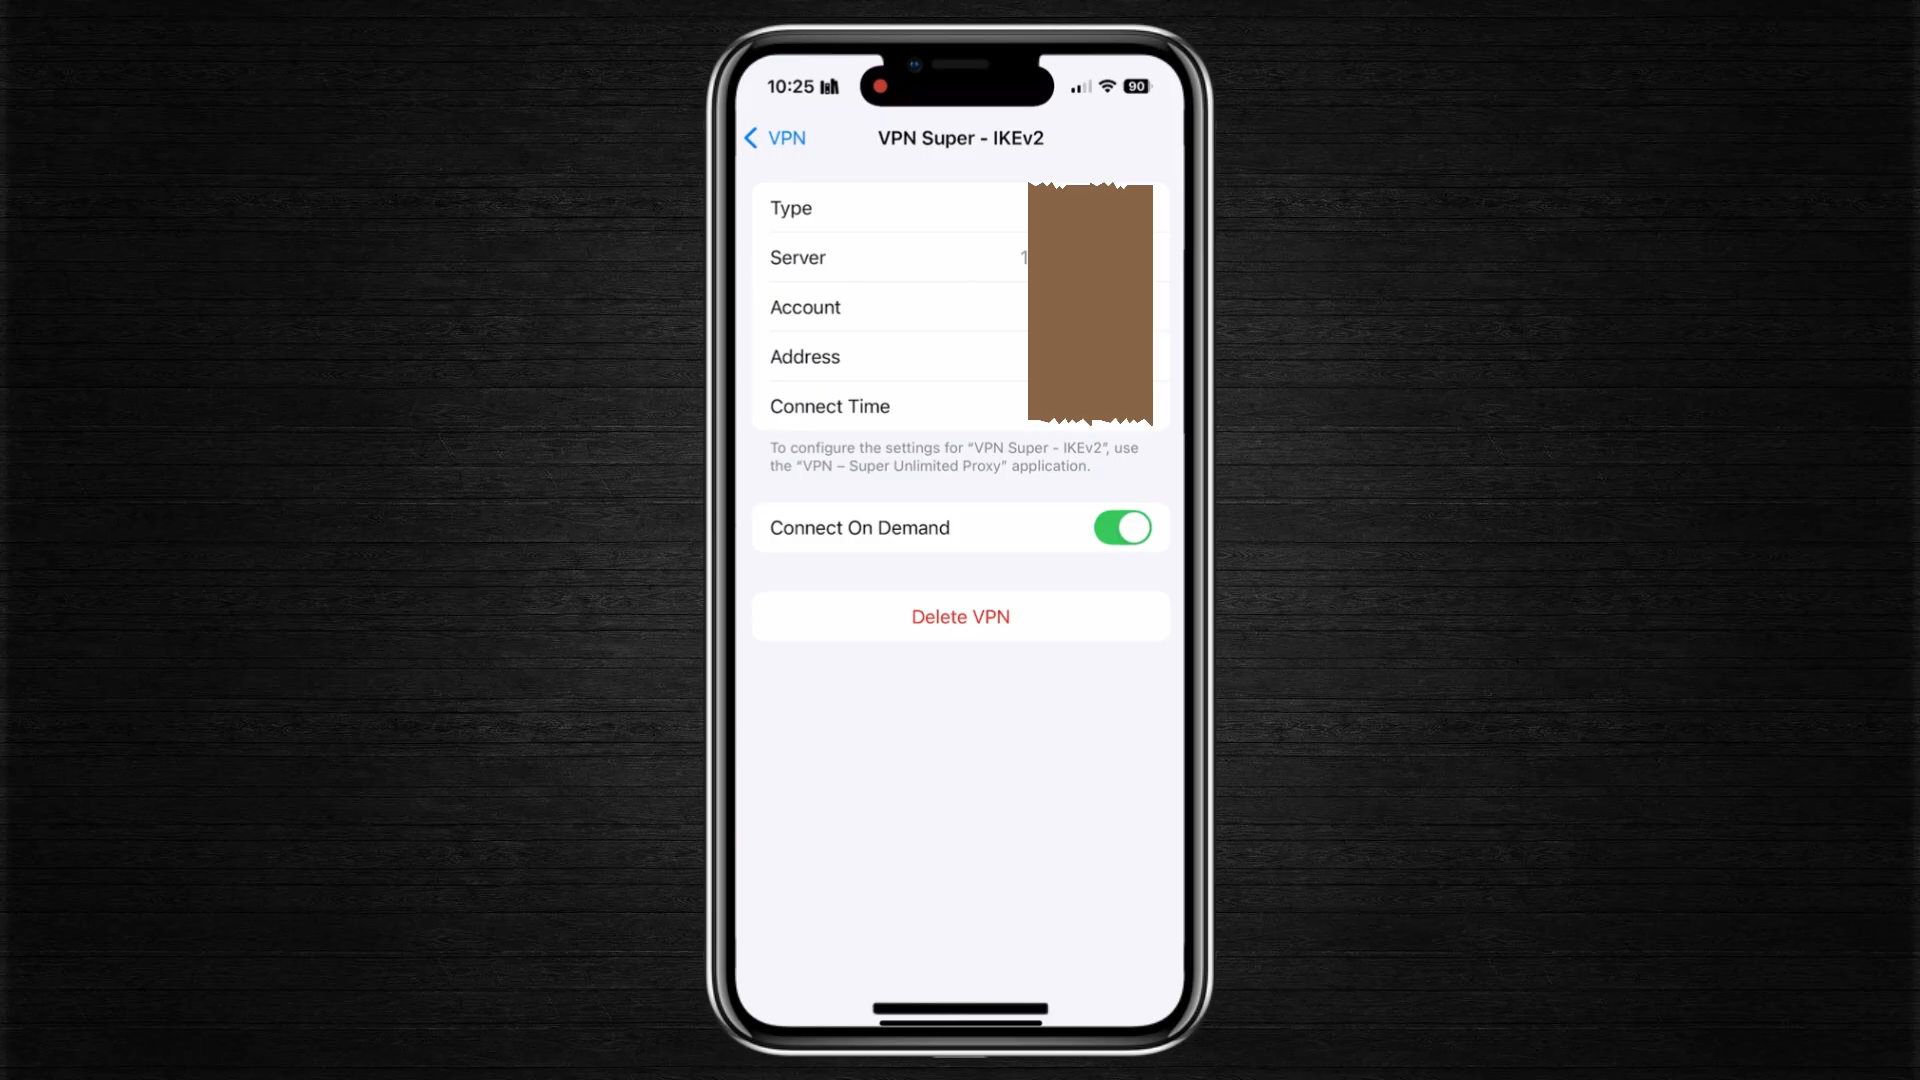 10:25
90
VPN
VPN Super - IKEv2
Type
Server 1
Account
Address
Connect Time
To configure the settings for “VPN Super - IKEv2”, use
the “VPN – Super Unlimited Proxy” application.
Connect On Demand
Delete VPN